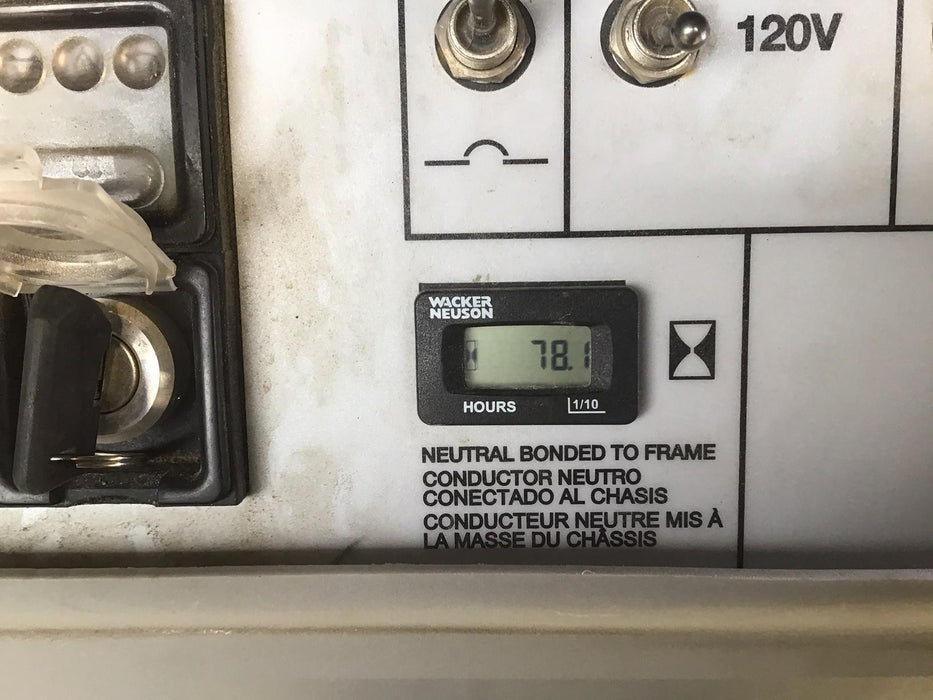 120V
WACKER
NEUSON
78.1
HOURS 1/10
NEUTRAL BONDED TO FRAME
CONDUCTOR NEUTRO
CONECTADO AL CHASIS
CONDUCTEUR NEUTRE MIS À
LA MASSE DU CHÂSSIS